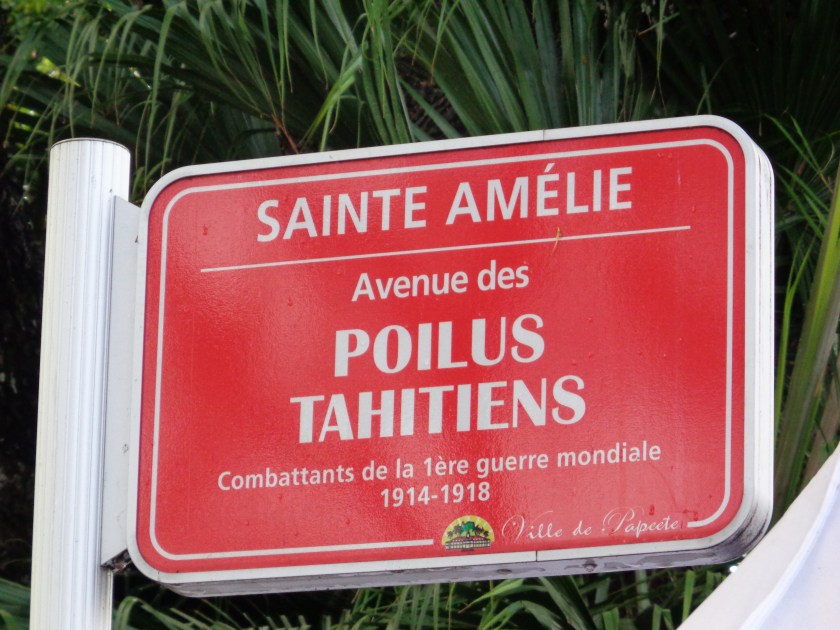 SAINTE AMÉLIE
Avenue des
POILUS
TAHITIENS
Combattants de la 1ère guerre mondiale
1914-1918
Ville de Papeete